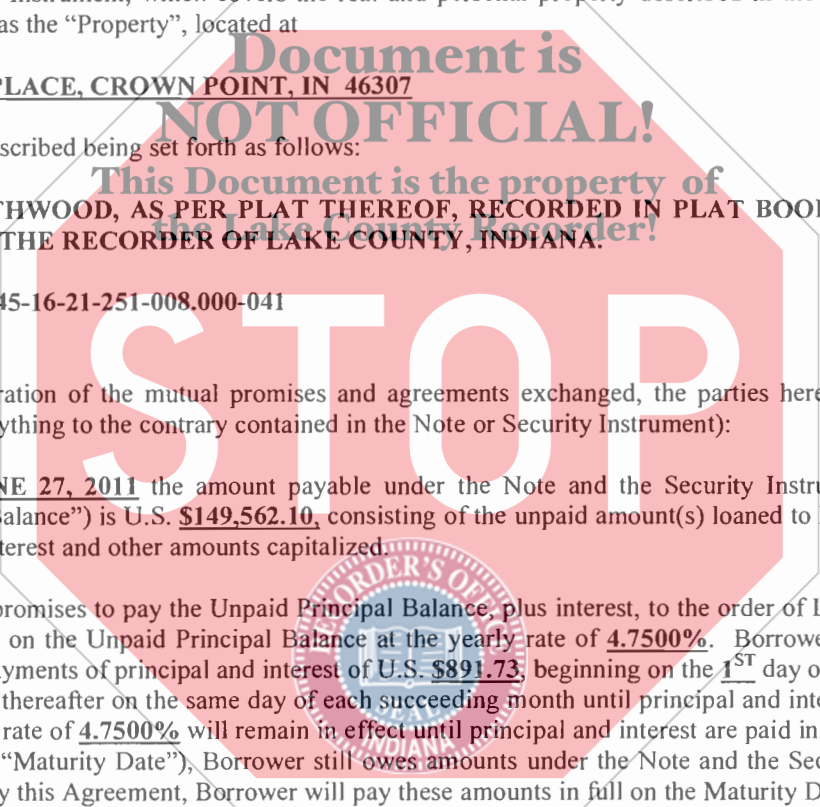 as the “Property”, located at
Document is
PLACE, CROWN POINT, IN 46307
NOT OFFICIAL!
scribed being set forth as follows:
This Document is the property of
THWOOD, AS PER PLAT THEREOF, RECORDED IN PLAT BOO
the Lake County Recorder!
THE RECORDER OF LAKE COUNTY, INDIANA.
45-16-21-251-008.000-041
STOP
ration of the mutual promises and agreements exchanged, the parties here
ything to the contrary contained in the Note or Security Instrument):
NE 27, 2011 the amount payable under the Note and the Security Instru
Balance”) is U.S. $149,562.10, consisting of the unpaid amount(s) loaned to
terest and other amounts capitalized.
RECORDER'S OFFICE
promises to pay the Unpaid Principal Balance, plus interest, to the order of L
on the Unpaid Principal Balance at the yearly rate of 4.7500%. Borrowe
yments of principal and interest of U.S. $891.73, beginning on the 1ST day o
thereafter on the same day of each succeeding month until principal and inte
SEAL
rate of 4.7500% will remain in effect until principal and interest are paid in
INDIANA
“Maturity Date”), Borrower still owes amounts under the Note and the Sec
y this Agreement, Borrower will pay these amounts in full on the Maturity D